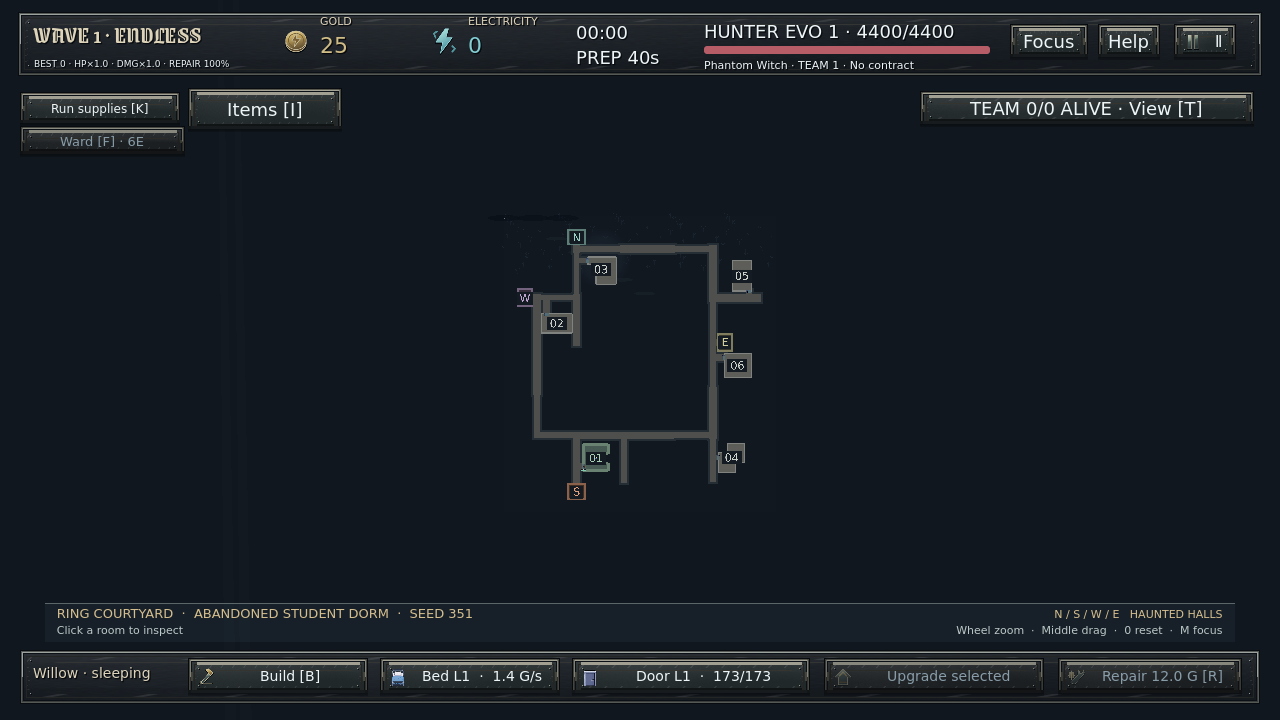 WAVE 1 · ENDLESS
BEST 0 · HP×1.0 · DMG×1.0 · REPAIR 100%
GOLD
25
ELECTRICITY
0
00:00
PREP 40s
HUNTER EVO 1 · 4400/4400
Phantom Witch · TEAM 1 · No contract
Focus
Help
II
Run supplies [K]
Items [I]
Ward [F] · 6E
TEAM 0/0 ALIVE · View [T]
N
03
05
W
02
E
06
01
04
S
RING COURTYARD · ABANDONED STUDENT DORM · SEED 351
Click a room to inspect
N / S / W / E HAUNTED HALLS
Wheel zoom · Middle drag · 0 reset · M focus
Willow · sleeping
Build [B]
Bed L1 · 1.4 G/s
Door L1 · 173/173
Upgrade selected
Repair 12.0 G [R]